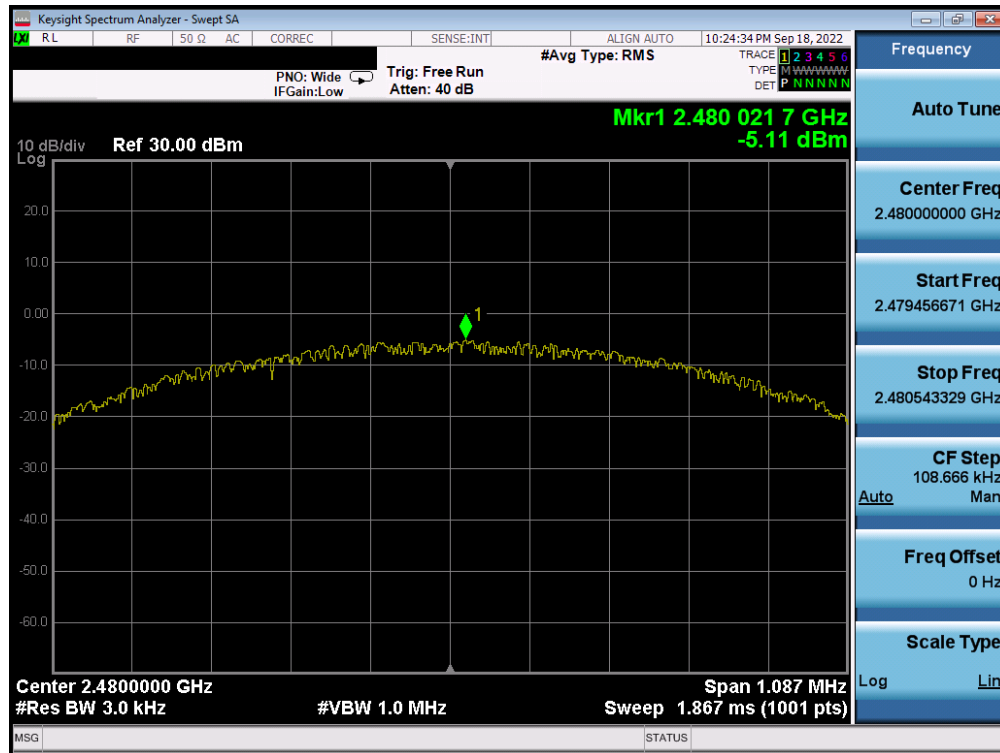 Keysight Spectrum Analyzer - Swept SA
LXI RL RF 50 Ω AC CORREC SENSE:INT ALIGN AUTO 10:24:34 PM Sep 18, 2022
PNO: Wide
IFGain:Low
Trig: Free Run
Atten: 40 dB
#Avg Type: RMS
TRACE 1 2 3 4 5 6
TYPE M WWWWW
DET P N N N N N
Mkr1 2.480 021 7 GHz
-5.11 dBm
10 dB/div Ref 30.00 dBm
Log
20.0
10.0
0.00
-10.0
-20.0
-30.0
-40.0
-50.0
-60.0
1
Center 2.4800000 GHz Span 1.087 MHz
#Res BW 3.0 kHz #VBW 1.0 MHz Sweep 1.867 ms (1001 pts)
MSG STATUS
Frequency
Auto Tune
Center Freq
2.480000000 GHz
Start Freq
2.479456671 GHz
Stop Freq
2.480543329 GHz
CF Step
108.666 kHz
Auto Man
Freq Offset
0 Hz
Scale Type
Log Lin